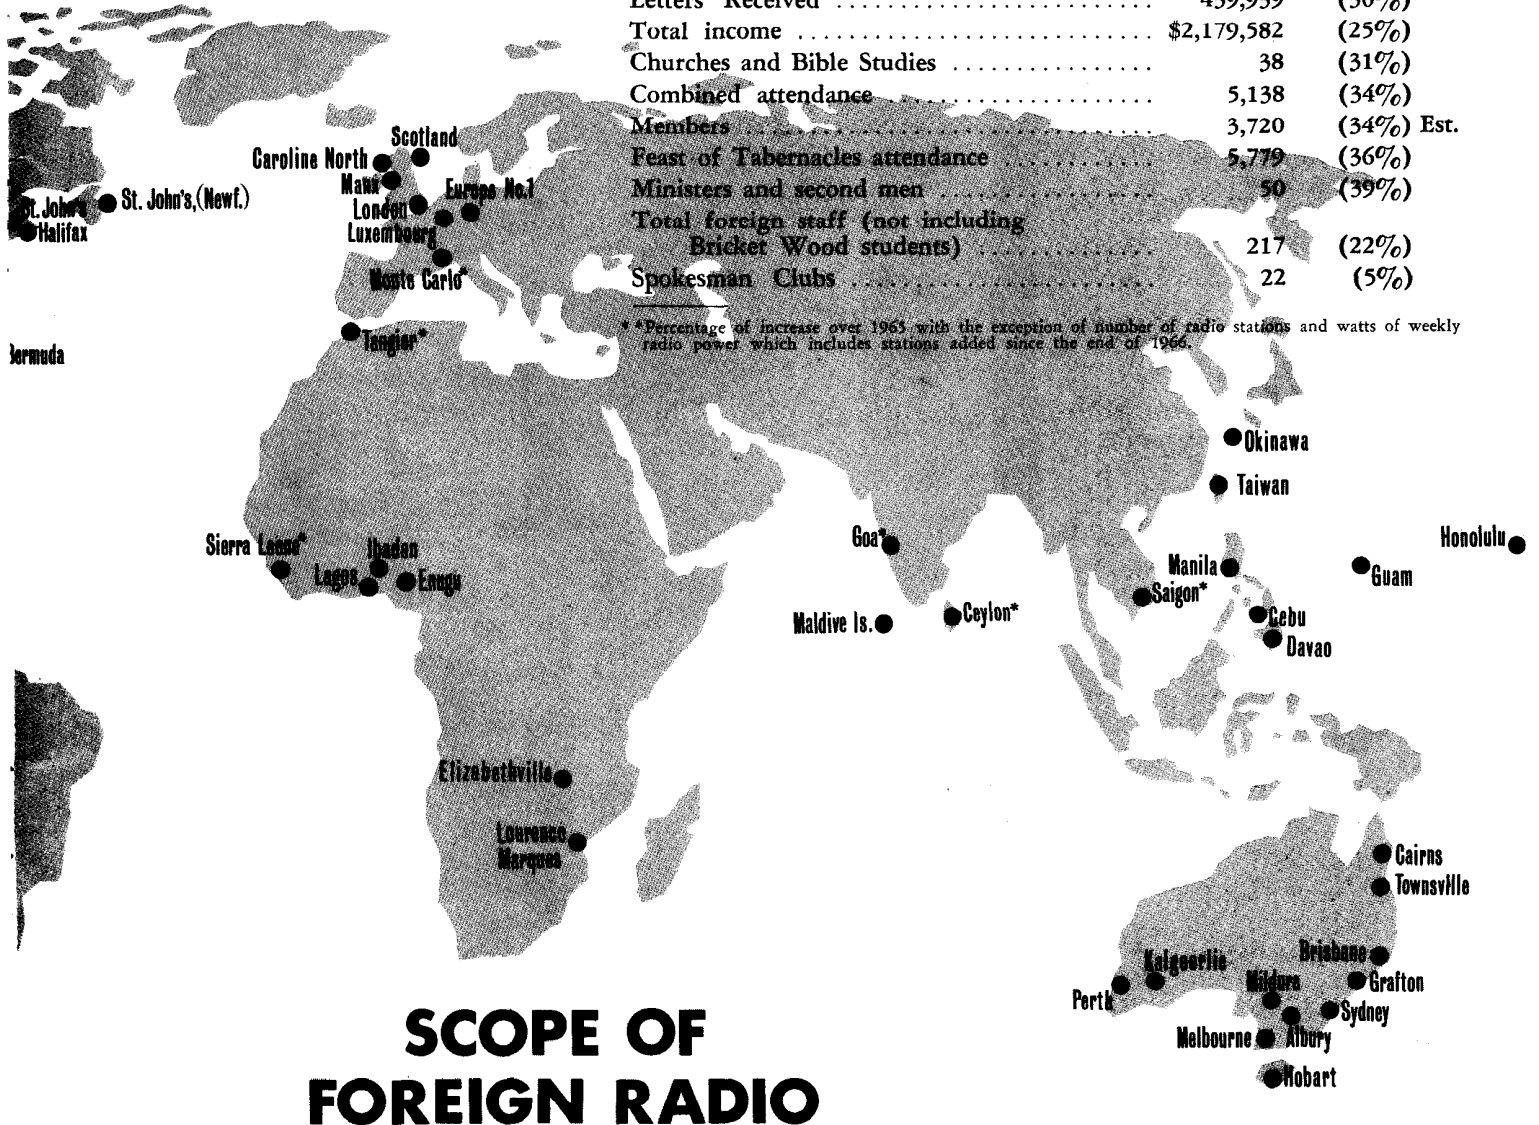 Letters Received ........................ 459,959 (30%)
Total income ........................ $2,179,582 (25%)
Churches and Bible Studies ................ 38 (31%)
Combined attendance .................... 5,138 (34%)
Members ............................ 3,720 (34%) Est.
Feast of Tabernacles attendance ............ 5,779 (36%)
Ministers and second men ................ 50 (39%)
Total foreign staff (not including
Bricket Wood students) ............. 217 (22%)
Spokesman Clubs ........................ 22 (5%)
**Percentage of increase over 1965 with the exception of number of radio stations and watts of weekly
radio power which includes stations added since the end of 1966.
Scotland
Caroline North
Manx
Europe No.1
London
Luxembourg
Monte Carlo*
St. John's, (Newf.)
St. John's
Halifax
Tangier*
Bermuda
Okinawa
Taiwan
Honolulu
Goa*
Manila
Guam
Saigon*
Sierra Leone*
Ibadan
Lagos
Enugu
Maldive Is.
Ceylon*
Cebu
Davao
Elizabethville
Lourenco
Marques
Cairns
Townsville
Brisbane
Kalgoorlie
Mildura
Grafton
Perth
Sydney
Melbourne
Albury
Hobart
SCOPE OF
FOREIGN RADIO